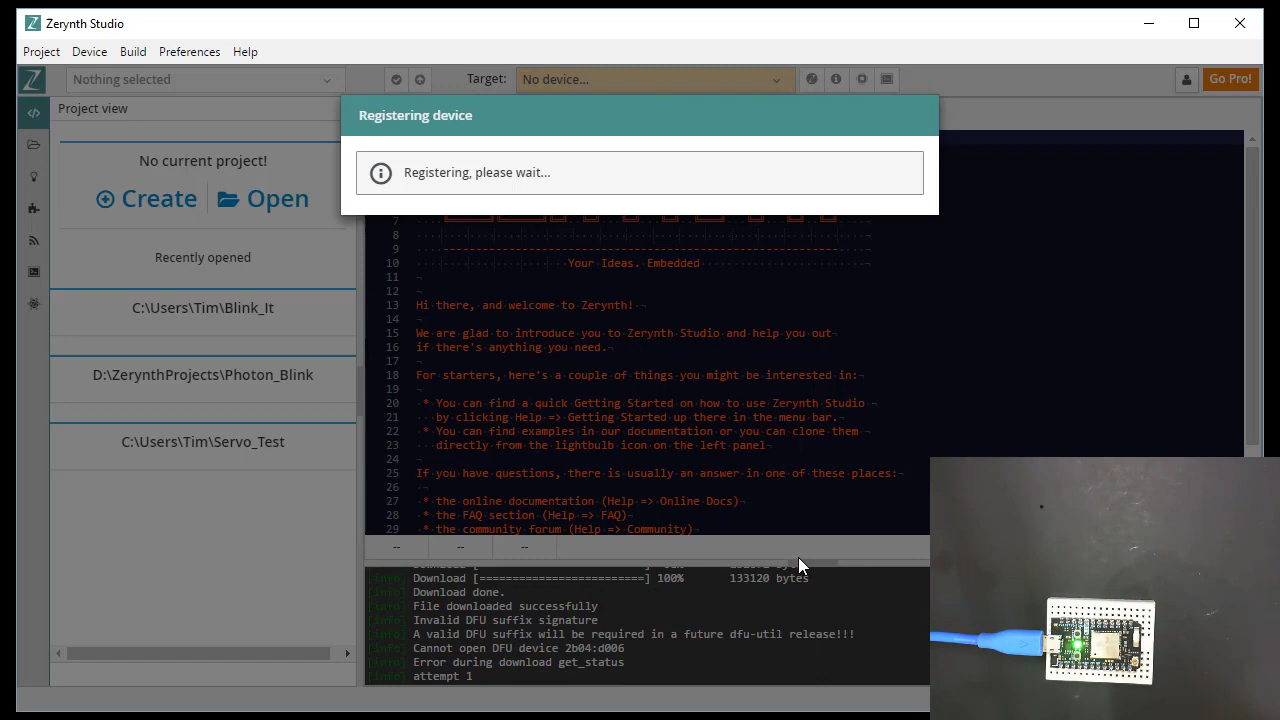 Zerynth Studio
Project Device Build Preferences Help
Nothing selected
Target: No device...
Go Pro!
Project view
Registering device
Registering, please wait...
No current project!
Create Open
Recently opened
C:\Users\Tim\Blink_It
D:\ZerynthProjects\Photon_Blink
C:\Users\Tim\Servo_Test
7
8
9
10 Your Ideas. Embedded
11
12
13 Hi there, and welcome to Zerynth!
14
15 We are glad to introduce you to Zerynth Studio and help you out
16 if there's anything you need.
17
18 For starters, here's a couple of things you might be interested in:
19
20 * You can find a quick Getting Started on how to use Zerynth Studio
21 by clicking Help => Getting Started up there in the menu bar.
22 * You can find examples in our documentation or you can clone them
23 directly from the lightbulb icon on the left panel
24
25 If you have questions, there is usually an answer in one of these places:
26
27 * the online documentation (Help => Online Docs)
28 * the FAQ section (Help => FAQ)
29 * the community forum (Help => Community)
-- -- --
[info] Download [=========================] 100% 133120 bytes
[info] Download done.
[info] File downloaded successfully
[info] Invalid DFU suffix signature
[info] A valid DFU suffix will be required in a future dfu-util release!!!
[info] Cannot open DFU device 2b04:d006
[info] Error during download get_status
[info] attempt 1